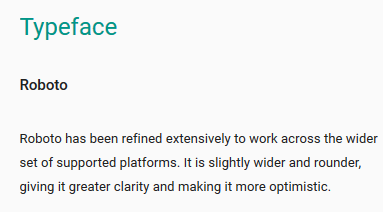 Typeface
Roboto
Roboto has been refined extensively to work across the wider
set of supported platforms. It is slightly wider and rounder,
giving it greater clarity and making it more optimistic.